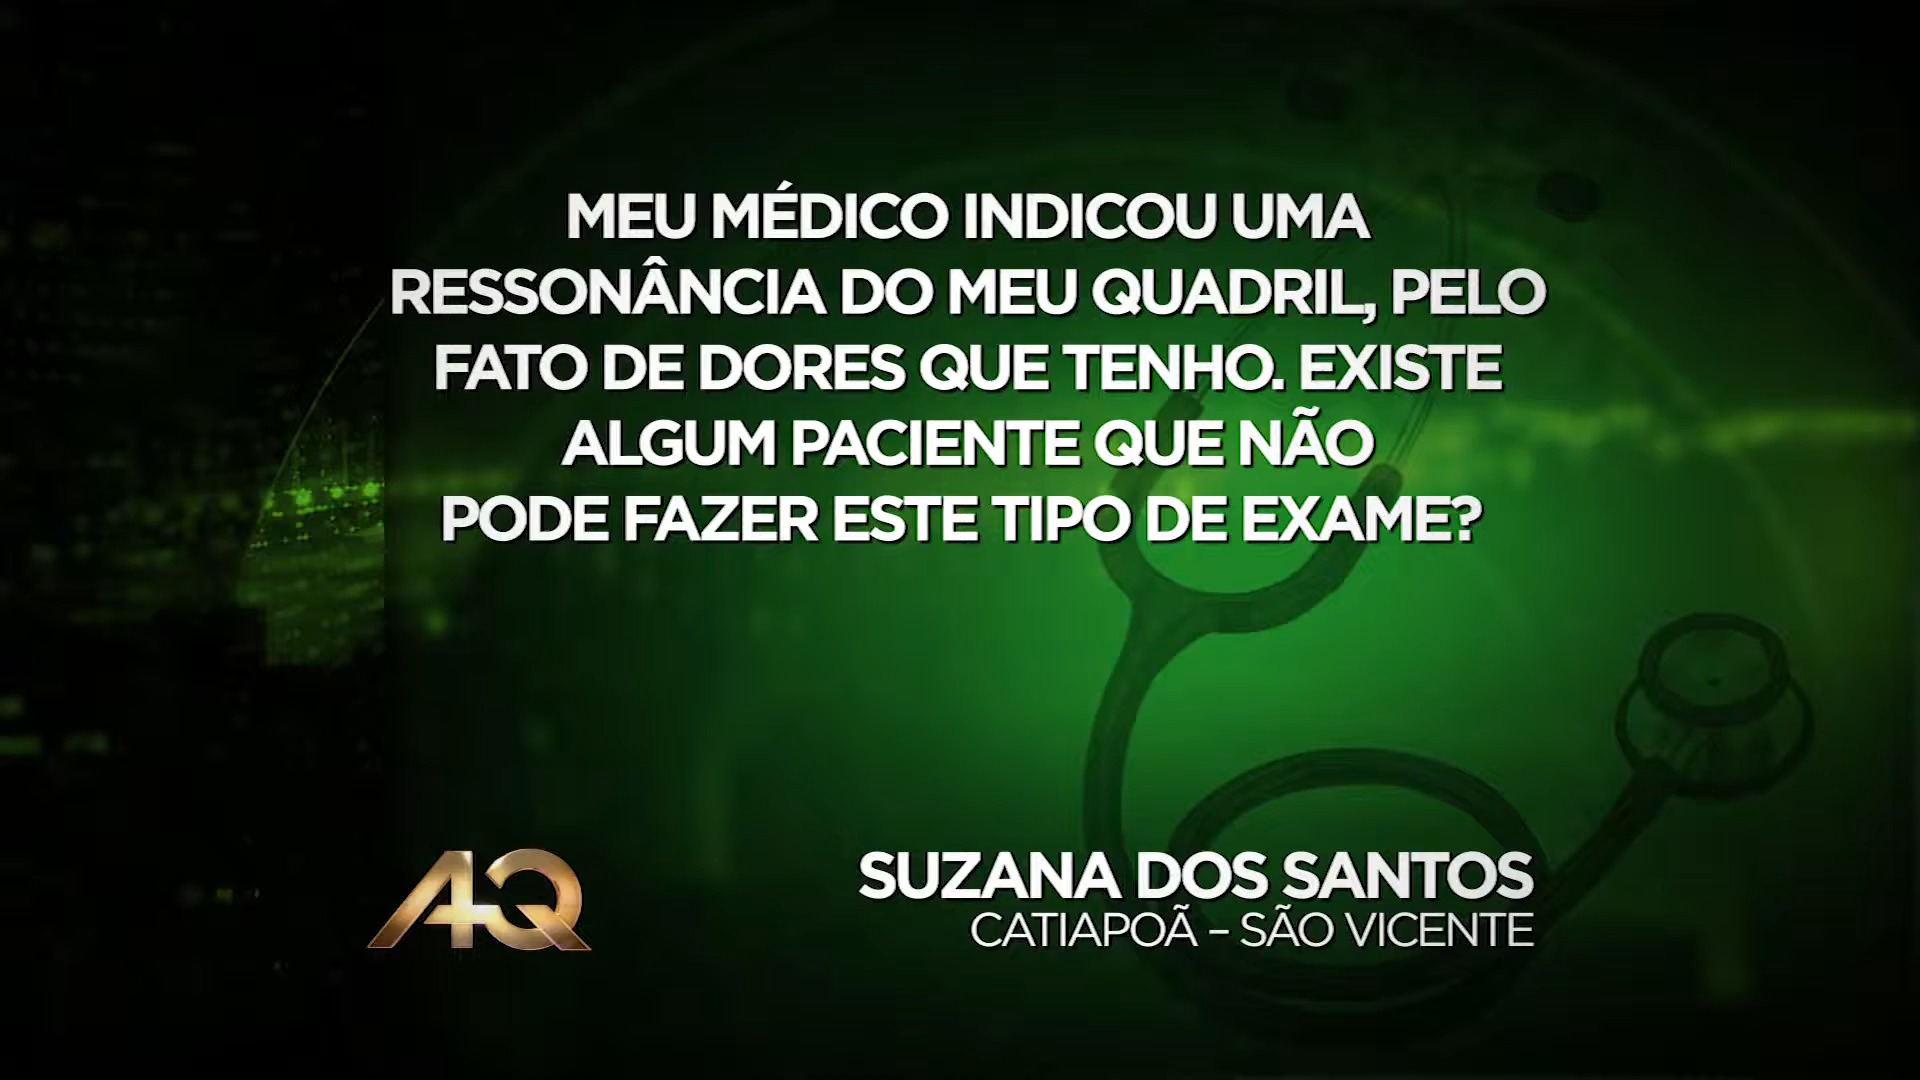 MEU MÉDICO INDICOU UMA
RESSONÂNCIA DO MEU QUADRIL, PELO
FATO DE DORES QUE TENHO. EXISTE
ALGUM PACIENTE QUE NÃO
PODE FAZER ESTE TIPO DE EXAME?
AQ
SUZANA DOS SANTOS
CATIAPOÃ – SÃO VICENTE